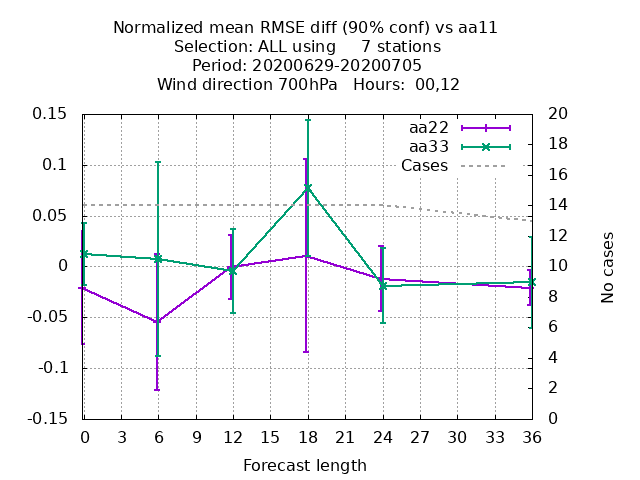 Normalized mean RMSE diff (90% conf) vs aa11
Selection: ALL using     7 stations
Period: 20200629-20200705
Wind direction 700hPa   Hours:  00,12
0.15
0.1
0.05
0
-0.05
-0.1
-0.15
aa22
aa33
Cases
20
18
16
14
12
10
8
6
4
2
0
No cases
0 3 6 9 12 15 18 21 24 27 30 33 36
Forecast length